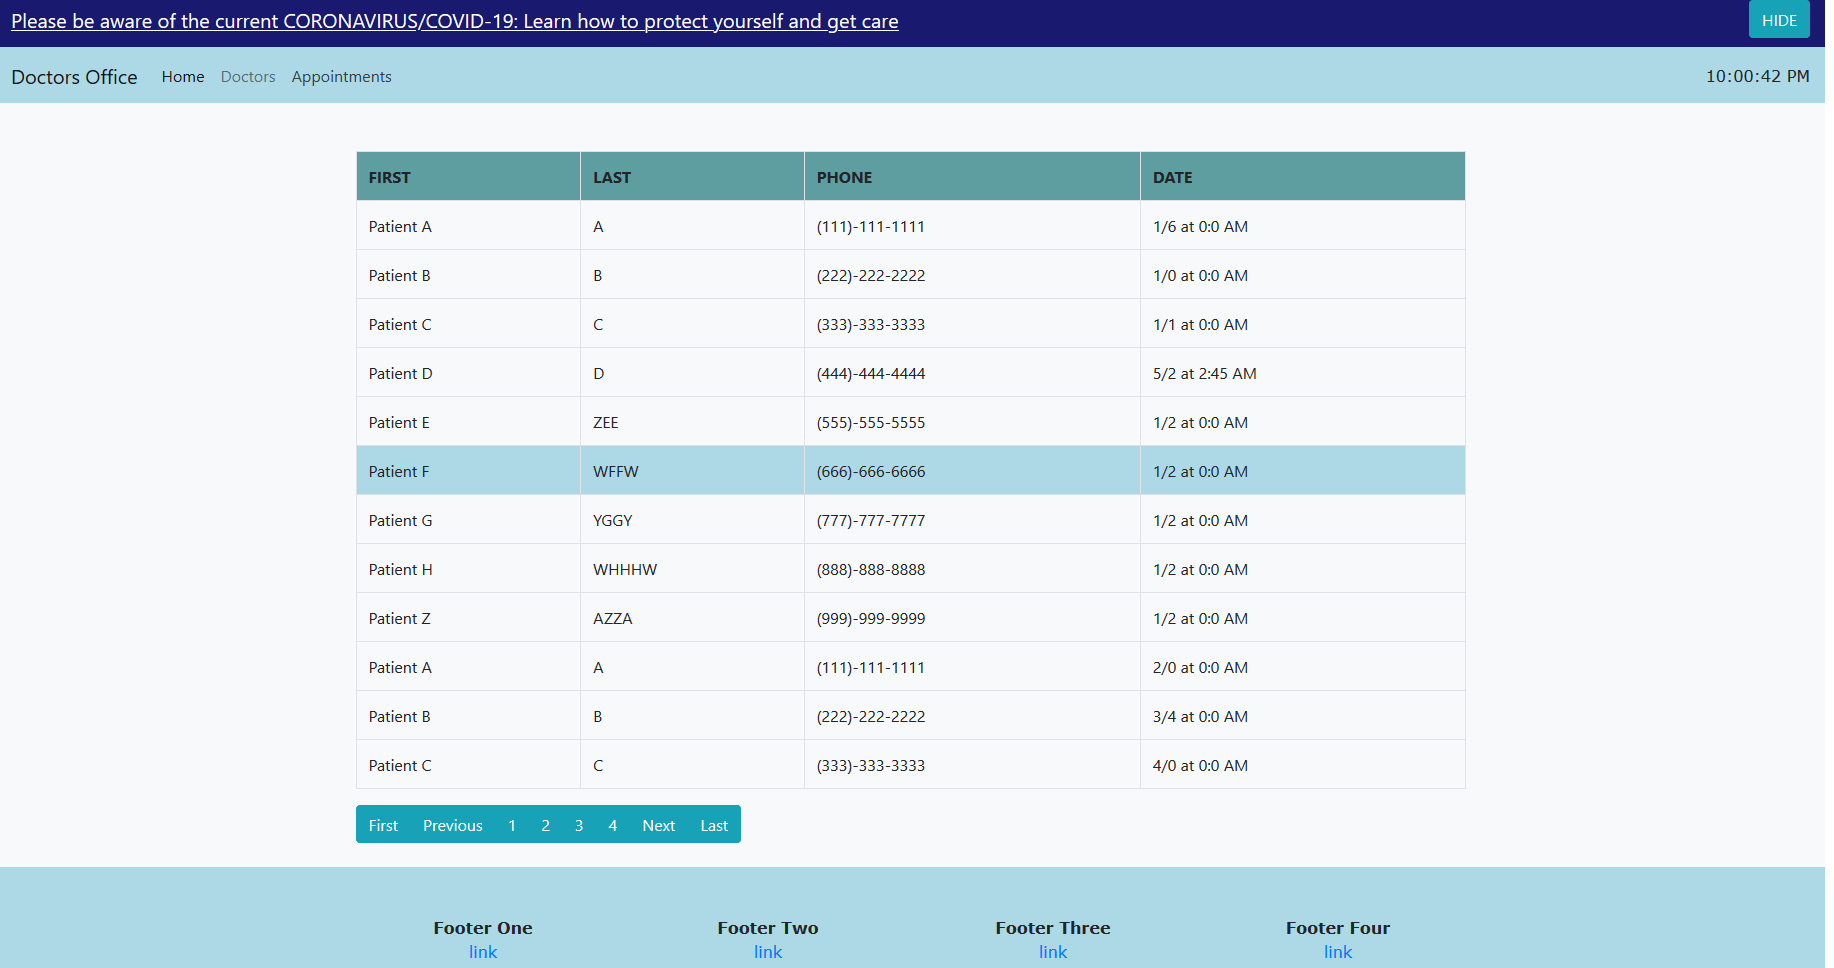 Please be aware of the current CORONAVIRUS/COVID-19: Learn how to protect yourself and get care HIDE
Doctors Office Home Doctors Appointments 10:00:42 PM
FIRST LAST PHONE DATE
Patient A A (111)-111-1111 1/6 at 0:0 AM
Patient B B (222)-222-2222 1/0 at 0:0 AM
Patient C C (333)-333-3333 1/1 at 0:0 AM
Patient D D (444)-444-4444 5/2 at 2:45 AM
Patient E ZEE (555)-555-5555 1/2 at 0:0 AM
Patient F WFFW (666)-666-6666 1/2 at 0:0 AM
Patient G YGGY (777)-777-7777 1/2 at 0:0 AM
Patient H WHHHW (888)-888-8888 1/2 at 0:0 AM
Patient Z AZZA (999)-999-9999 1/2 at 0:0 AM
Patient A A (111)-111-1111 2/0 at 0:0 AM
Patient B B (222)-222-2222 3/4 at 0:0 AM
Patient C C (333)-333-3333 4/0 at 0:0 AM
First Previous 1 2 3 4 Next Last
Footer One Footer Two Footer Three Footer Four
link link link link